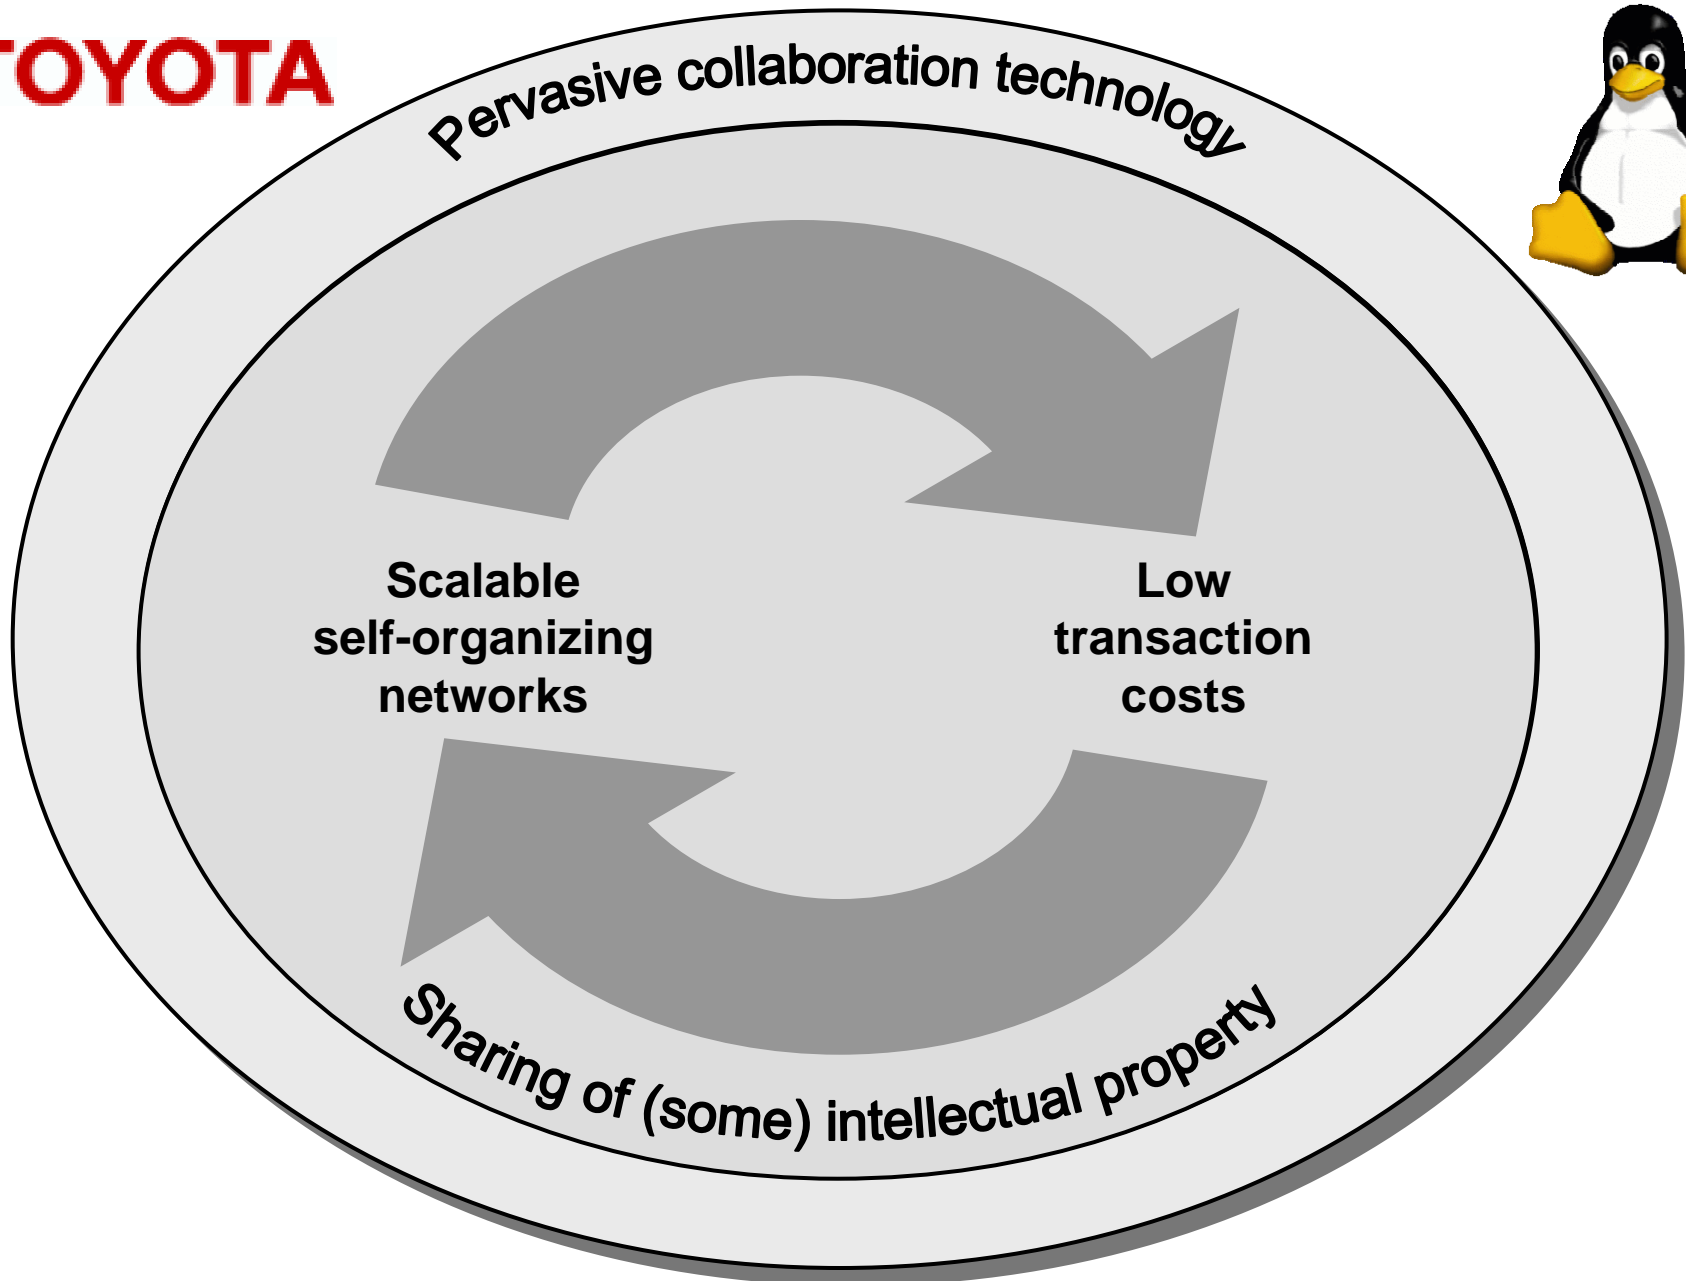 TOYOTA
Pervasive collaboration technology
Scalable
self-organizing
networks
Low
transaction
costs
Sharing of (some) intellectual property